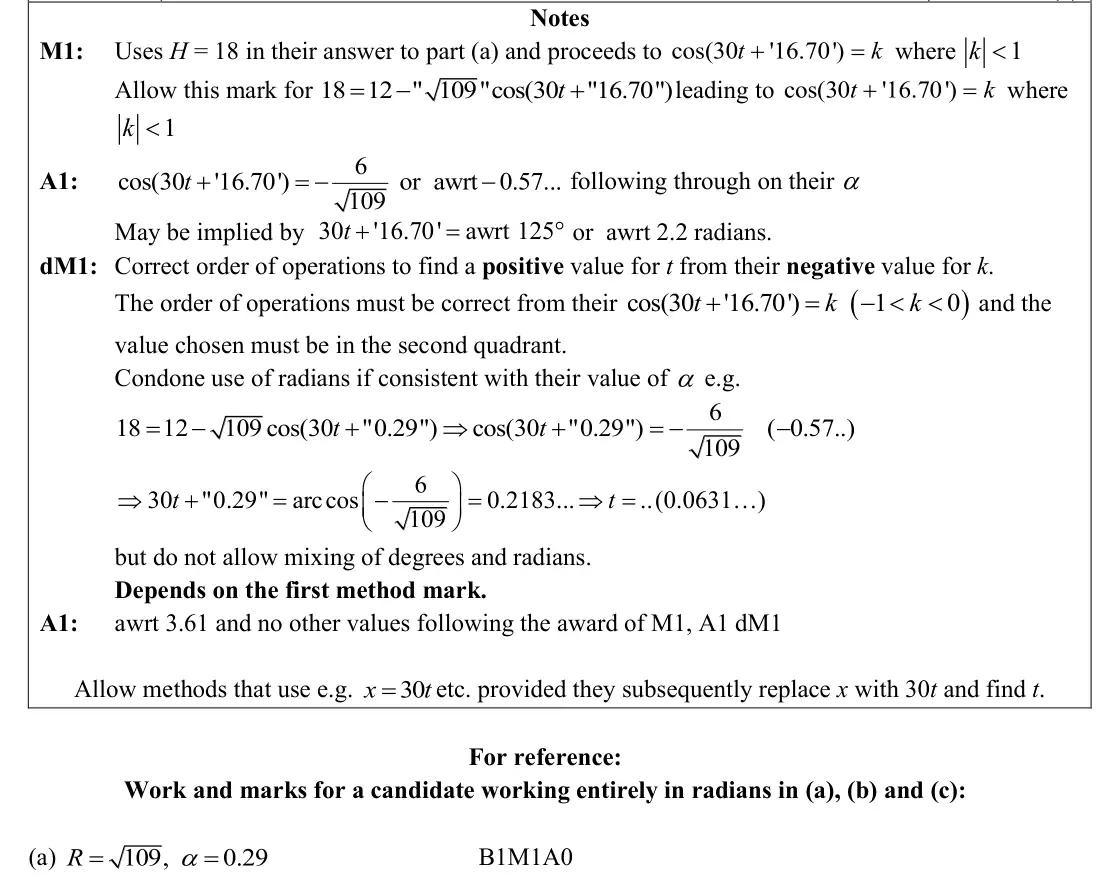 Notes
M1: Uses H = 18 in their answer to part (a) and proceeds to cos(30t + '16.70') = k where |k| < 1
Allow this mark for 18 = 12 − "√109"cos(30t + "16.70") leading to cos(30t + '16.70') = k where
|k| < 1
A1: cos(30t + '16.70') = − 6/√109 or awrt − 0.57... following through on their α
May be implied by 30t + '16.70' = awrt 125° or awrt 2.2 radians.
dM1: Correct order of operations to find a positive value for t from their negative value for k.
The order of operations must be correct from their cos(30t + '16.70') = k (−1 < k < 0) and the
value chosen must be in the second quadrant.
Condone use of radians if consistent with their value of α e.g.
18 = 12 − √109 cos(30t + "0.29") ⇒ cos(30t + "0.29") = − 6/√109 (−0.57..)
⇒ 30t + "0.29" = arccos(− 6/√109) = 0.2183... ⇒ t = ..(0.0631…)
but do not allow mixing of degrees and radians.
Depends on the first method mark.
A1: awrt 3.61 and no other values following the award of M1, A1 dM1
Allow methods that use e.g. x = 30t etc. provided they subsequently replace x with 30t and find t.
For reference:
Work and marks for a candidate working entirely in radians in (a), (b) and (c):
(a) R = √109, α = 0.29 B1M1A0